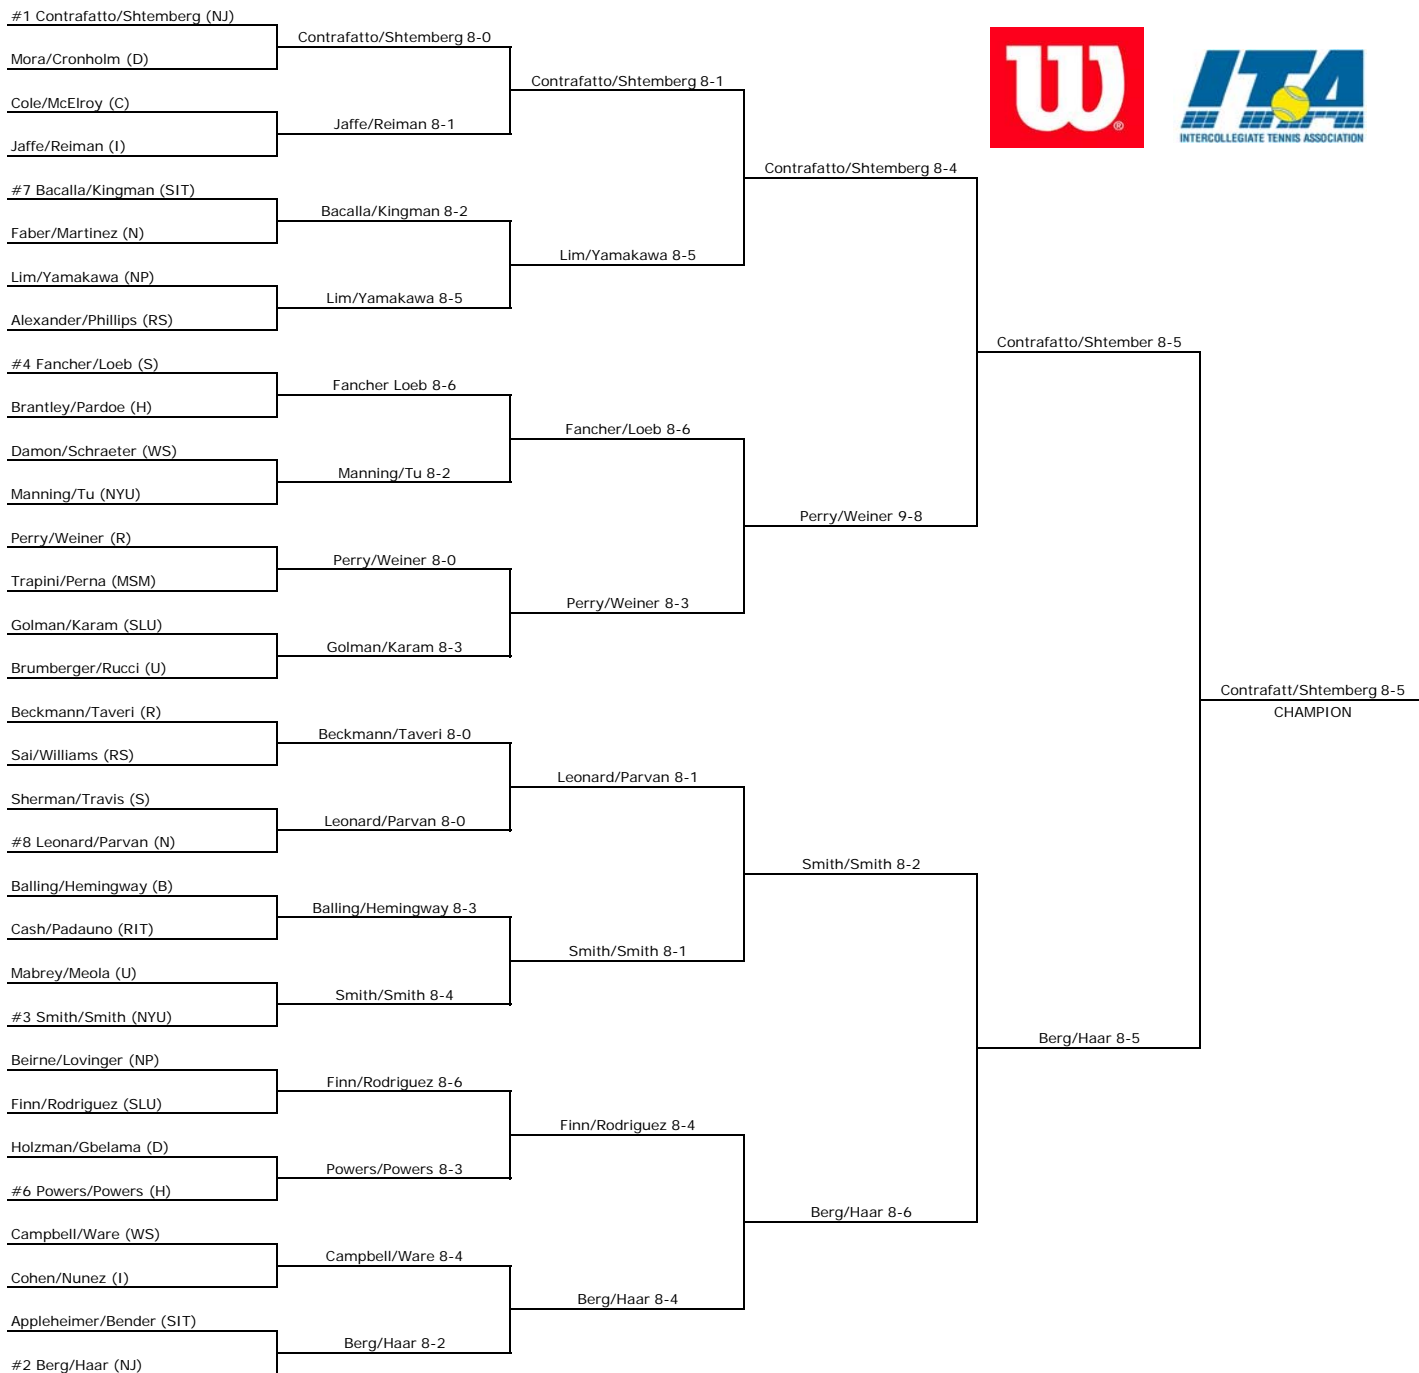 #1 Contrafatto/Shtemberg (NJ)
Mora/Cronholm (D)
Cole/McElroy (C)
Jaffe/Reiman (I)
#7 Bacalla/Kingman (SIT)
Faber/Martinez (N)
Lim/Yamakawa (NP)
Alexander/Phillips (RS)
#4 Fancher/Loeb (S)
Brantley/Pardoe (H)
Damon/Schraeter (WS)
Manning/Tu (NYU)
Perry/Weiner (R)
Trapini/Perna (MSM)
Golman/Karam (SLU)
Brumberger/Rucci (U)
Beckmann/Taveri (R)
Sai/Williams (RS)
Sherman/Travis (S)
#8 Leonard/Parvan (N)
Balling/Hemingway (B)
Cash/Padauno (RIT)
Mabrey/Meola (U)
#3 Smith/Smith (NYU)
Beirne/Lovinger (NP)
Finn/Rodriguez (SLU)
Holzman/Gbelama (D)
#6 Powers/Powers (H)
Campbell/Ware (WS)
Cohen/Nunez (I)
Appleheimer/Bender (SIT)
#2 Berg/Haar (NJ)
Contrafatto/Shtemberg 8-0
Jaffe/Reiman 8-1
Bacalla/Kingman 8-2
Lim/Yamakawa 8-5
Fancher Loeb 8-6
Manning/Tu 8-2
Perry/Weiner 8-0
Golman/Karam 8-3
Beckmann/Taveri 8-0
Leonard/Parvan 8-0
Balling/Hemingway 8-3
Smith/Smith 8-4
Finn/Rodriguez 8-6
Powers/Powers 8-3
Campbell/Ware 8-4
Berg/Haar 8-2
Contrafatto/Shtemberg 8-1
Lim/Yamakawa 8-5
Fancher/Loeb 8-6
Perry/Weiner 8-3
Leonard/Parvan 8-1
Smith/Smith 8-1
Finn/Rodriguez 8-4
Berg/Haar 8-4
Contrafatto/Shtemberg 8-4
Perry/Weiner 9-8
Smith/Smith 8-2
Berg/Haar 8-6
Contrafatto/Shtember 8-5
Berg/Haar 8-5
Contrafatt/Shtemberg 8-5
CHAMPION
W®
ITA
INTERCOLLEGIATE TENNIS ASSOCIATION